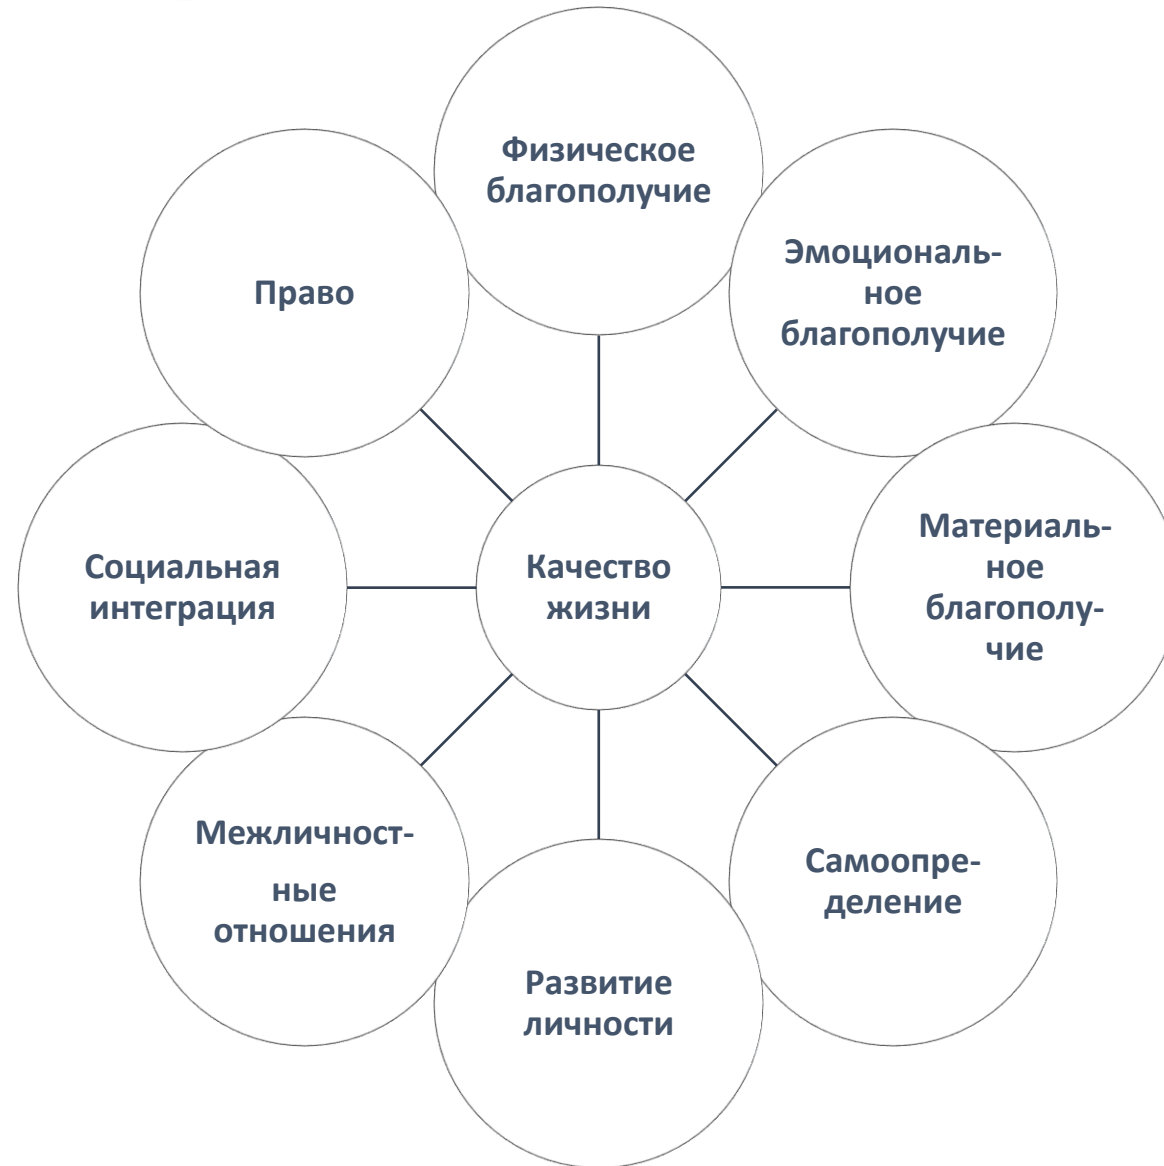 Физическое
благополучие
Эмоциональ-
ное
благополучие
Материаль-
ное
благополу-
чие
Самоопре-
деление
Развитие
личности
Межличност-
ные
отношения
Социальная
интеграция
Право
Качество
жизни